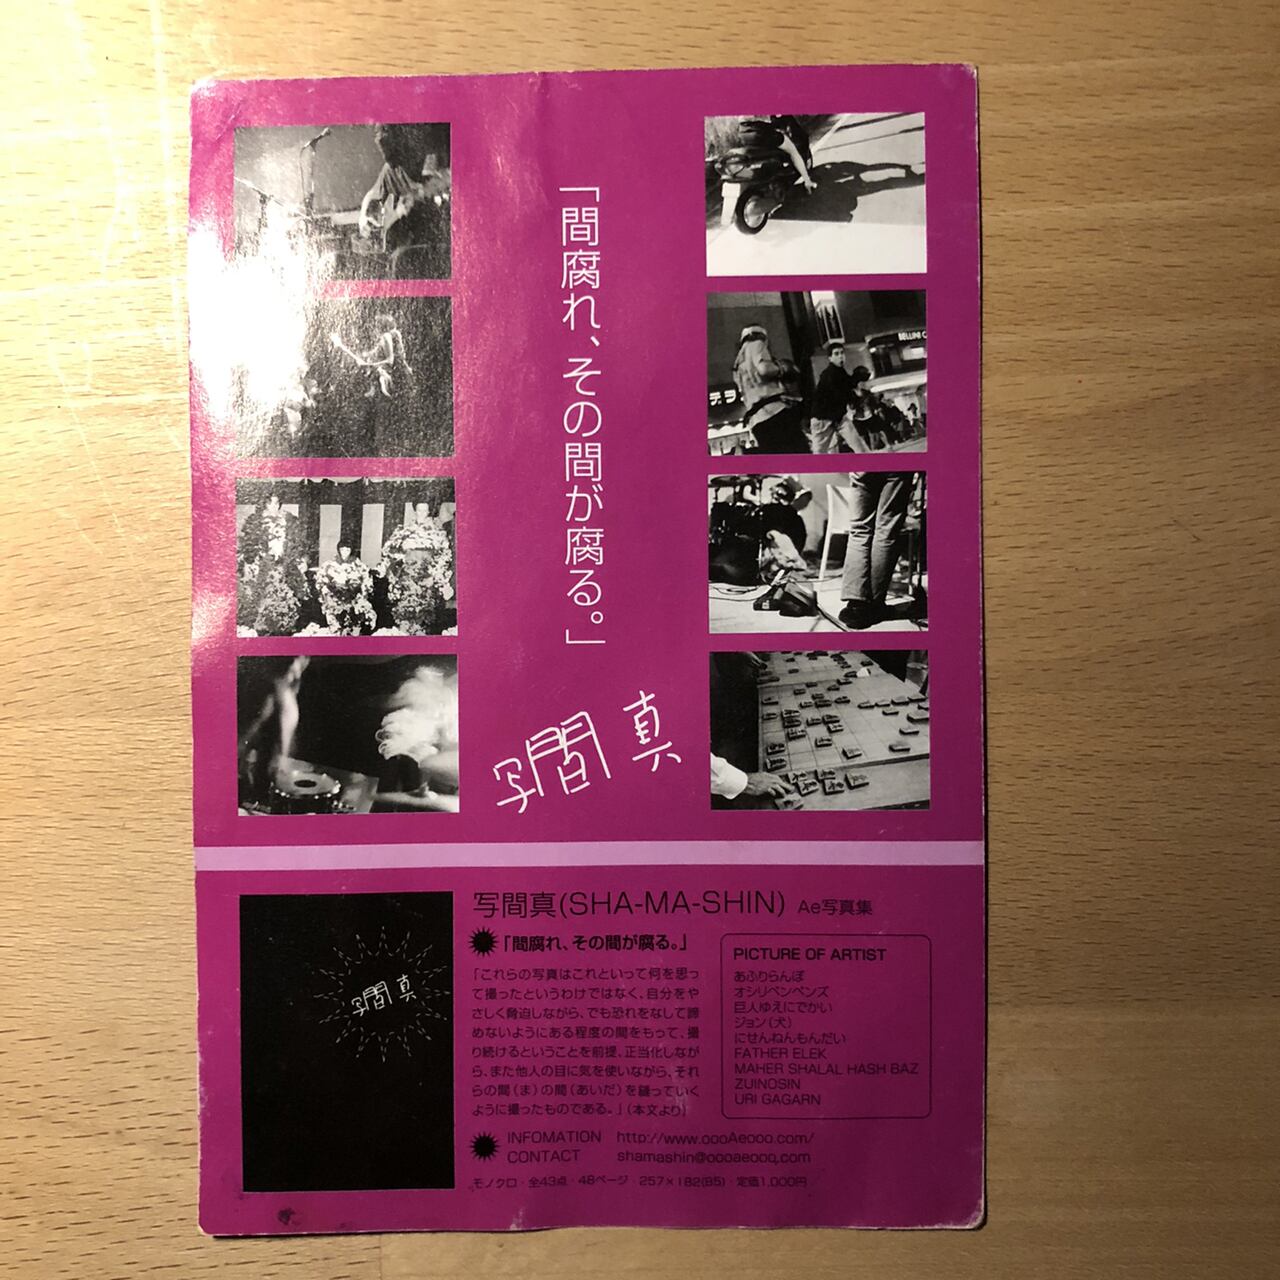 「間腐れ、その間が腐る。」
写間真
BELLINI C
テラ
写間真
写間真(SHA-MA-SHIN) Ae写真集
「間腐れ、その間が腐る。」
「これらの写真はこれといって何を思っ
て撮ったというわけではなく、自分をや
さしく脅迫しながら、でも恐れをなして諦
めないようにある程度の間をもって、撮
り続けるということを前提、正当化しなが
ら、また他人の目に気を使いながら、それ
らの間(ま)の間(あいだ)を縫っていく
ように撮ったものである。」(本文より)
PICTURE OF ARTIST
あふりらんぽ
オシリペンペンズ
巨人ゆえにでかい
ジョン(犬)
にせんねんもんだい
FATHER ELEK
MAHER SHALAL HASH BAZ
ZUINOSIN
URI GAGARN
INFOMATION http://www.oooAeooo.com/
CONTACT shamashin@oooaeooo.com
モノクロ・全43点・48ページ・257×182(B5)・定価1,000円